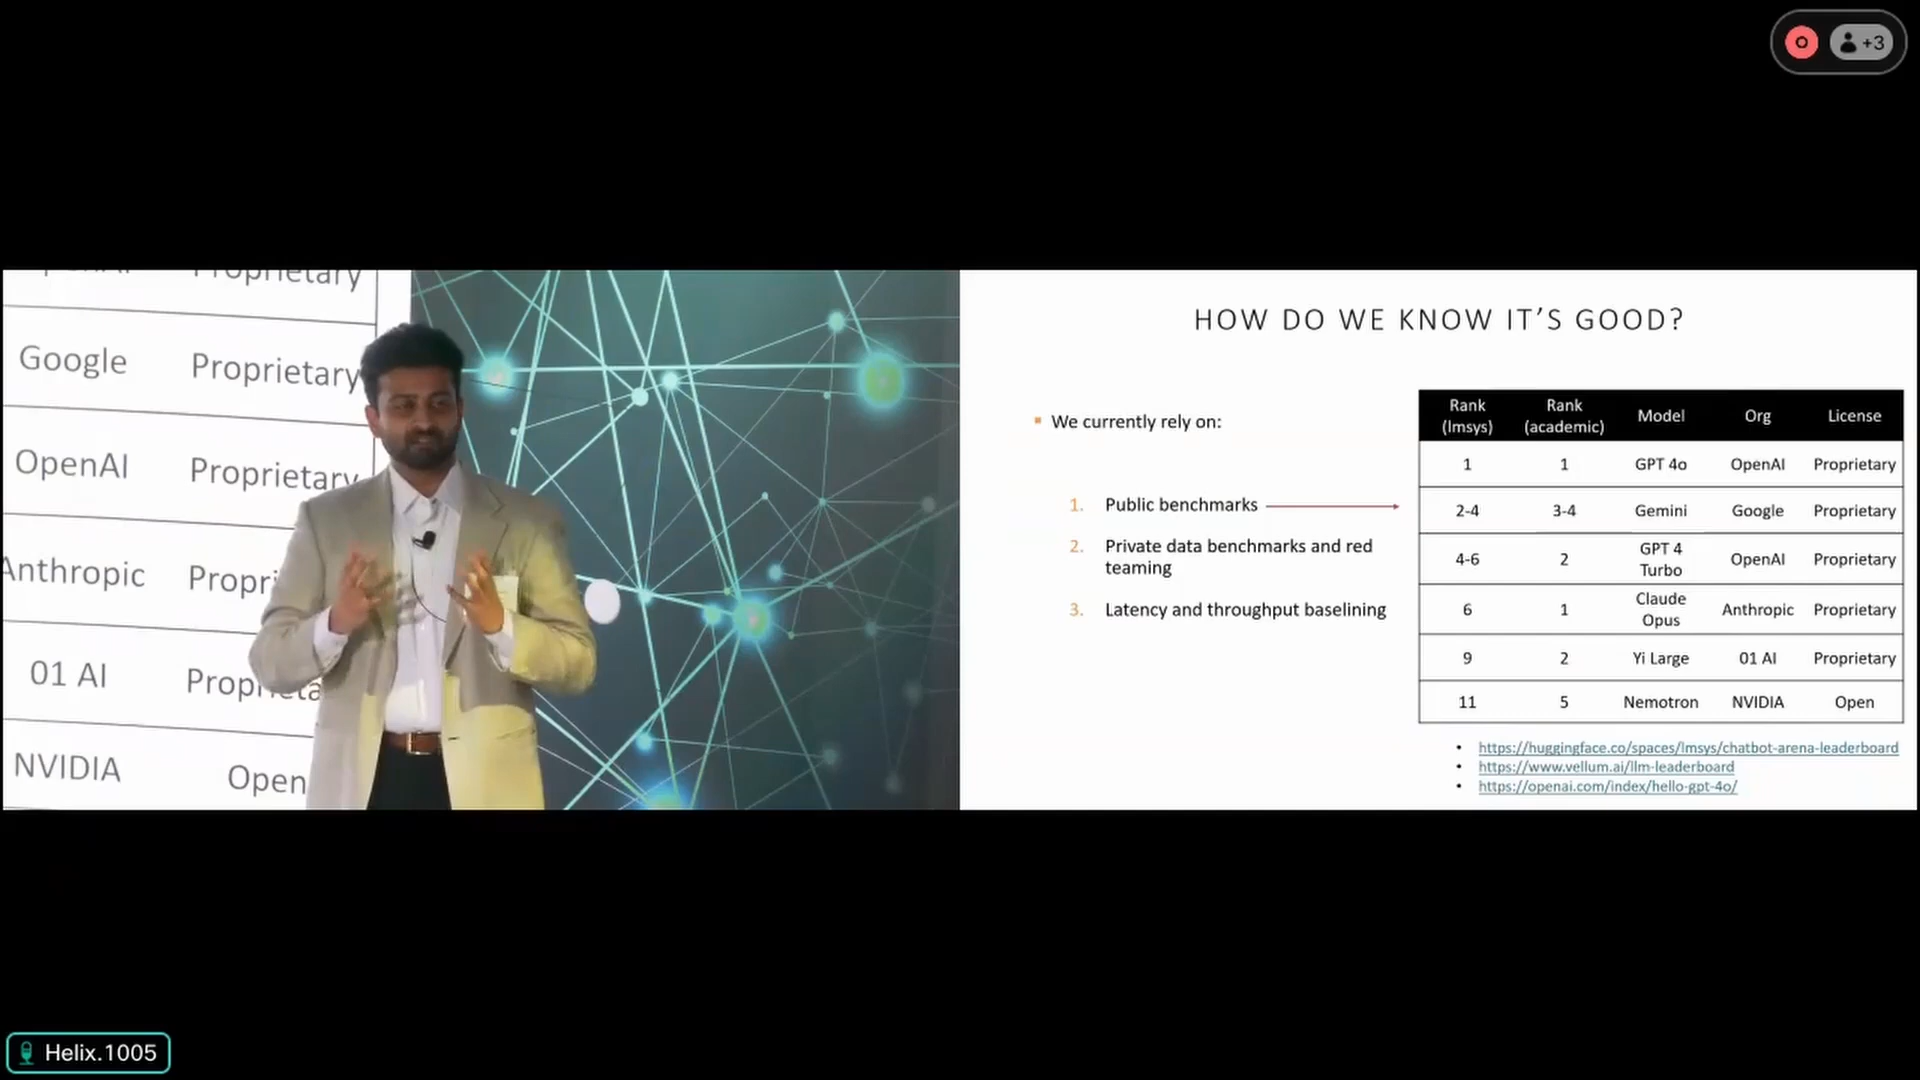 +3
Proprietary
Google Proprietary
OpenAI Proprietary
Anthropic
01 AI
NVIDIA Open
HOW DO WE KNOW IT’S GOOD?
We currently rely on:
1. Public benchmarks
2. Private data benchmarks and red
teaming
3. Latency and throughput baselining
Rank (lmsys) Rank (academic) Model Org License
1 1 GPT 4o OpenAI Proprietary
2-4 3-4 Gemini Google Proprietary
4-6 2 GPT 4 Turbo OpenAI Proprietary
6 1 Claude Opus Anthropic Proprietary
9 2 Yi Large 01 AI Proprietary
11 5 Nemotron NVIDIA Open
• https://huggingface.co/spaces/lmsys/chatbot-arena-leaderboard
• https://www.vellum.ai/llm-leaderboard
• https://openai.com/index/hello-gpt-4o/
Helix.1005